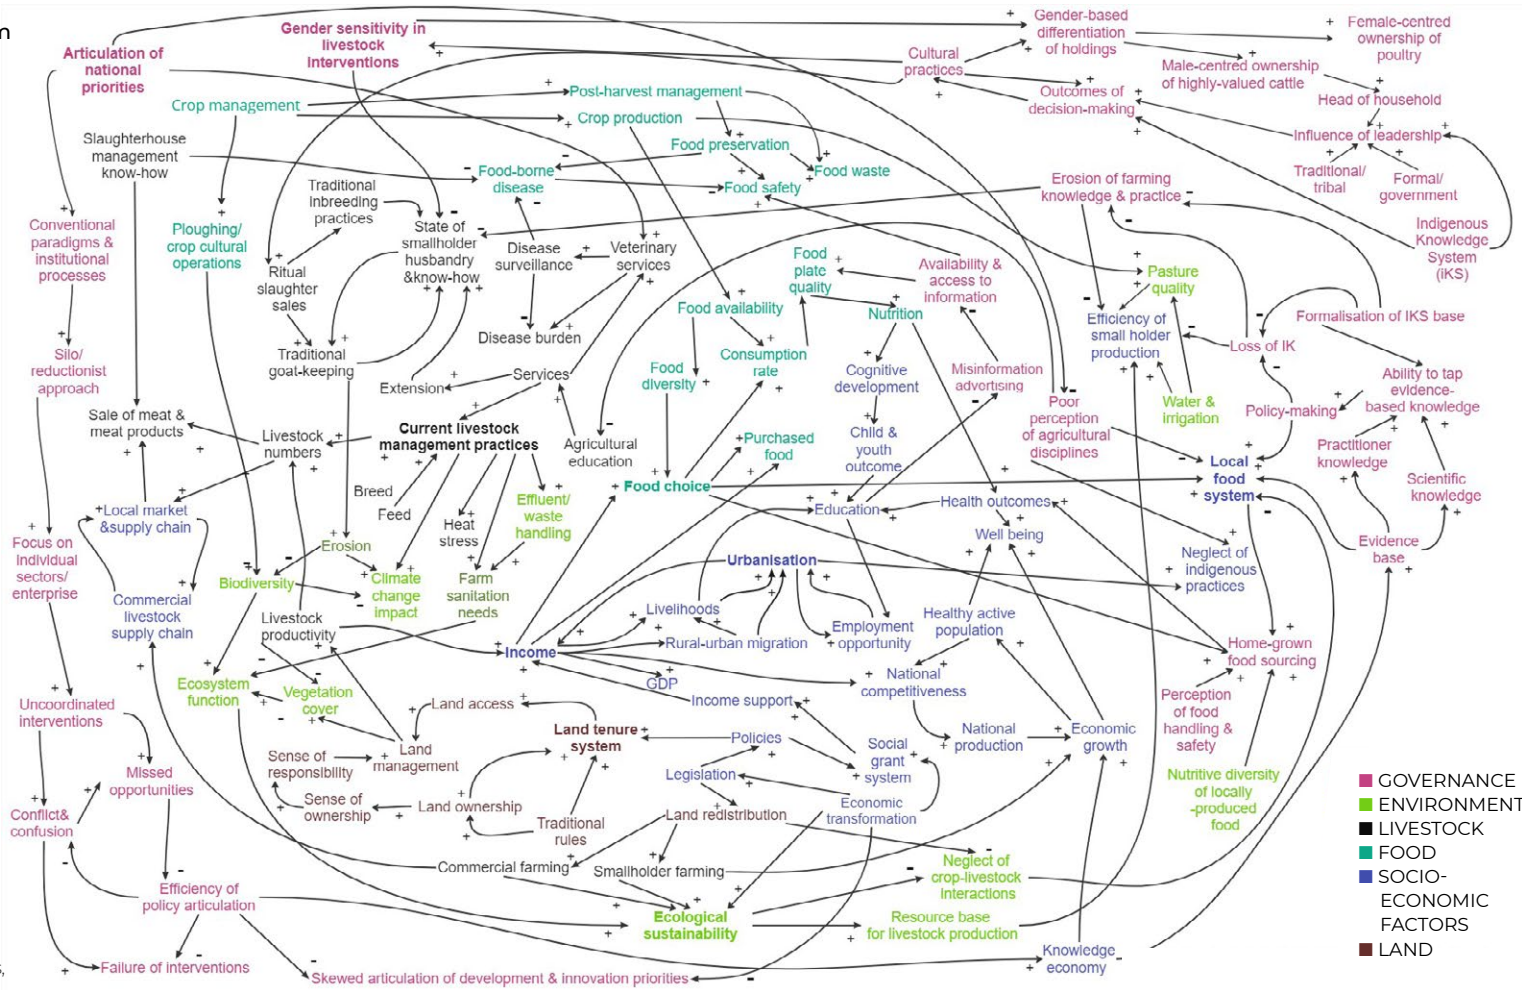 m
Articulation of
national
priorities
Gender sensitivity in
livestock
interventions
Cultural
practices
Gender-based
differentiation
of holdings
Female-centred
ownership of
poultry
Male-centred ownership
of highly-valued cattle
Outcomes of
decision-making
Head of household
Influence of leadership
Traditional/
tribal
Formal/
government
Indigenous
Knowledge
System
(iKS)
Crop management
Post-harvest management
Crop production
Food preservation
Food waste
Food safety
Food-borne
disease
Slaughterhouse
management
know-how
Traditional
inbreeding
practices
State of
smallholder
husbandry
&know-how
Disease
surveillance
Veterinary
services
Disease burden
Erosion of farming
knowledge & practice
Conventional
paradigms &
institutional
processes
Ploughing/
crop cultural
operations
Ritual
slaughter
sales
Traditional
goat-keeping
Food
plate
quality
Availability &
access to
information
Nutrition
Pasture
quality
Efficiency of
small holder
production
Formalisation of IKS base
Loss of IK
Food availability
Consumption
rate
Food
diversity
Cognitive
development
Misinformation
advertising
Water &
irrigation
Policy-making
Ability to tap
evidence-
based knowledge
Silo/
reductionist
approach
Extension
Services
Sale of meat &
meat products
Livestock
numbers
Current livestock
management practices
Agricultural
education
Purchased
food
Child &
youth
outcome
Poor
perception
of agricultural
disciplines
Practitioner
knowledge
Scientific
knowledge
Local
food
system
Food choice
Breed
Feed
Heat
stress
Effluent/
waste
handling
Education
Health outcomes
Well being
Local market
&supply chain
Focus on
individual
sectors/
enterprise
Erosion
Biodiversity
Climate
change
impact
Farm
sanitation
needs
Urbanisation
Neglect of
indigenous
practices
Evidence
base
Commercial
livestock
supply chain
Livestock
productivity
Livelihoods
Rural-urban migration
Employment
opportunity
Healthy active
population
Income
GDP
National
competitiveness
Home-grown
food sourcing
Ecosystem
function
Vegetation
cover
Income support
Land access
Land tenure
system
Policies
Perception
of food
handling &
safety
Uncoordinated
interventions
Sense of
responsibility
Land
management
Social
grant
system
National
production
Economic
growth
Missed
opportunities
Legislation
Sense of
ownership
Land ownership
Economic
transformation
Nutritive diversity
of locally
-produced
food
Conflict&
confusion
Traditional
rules
Land redistribution
Commercial farming
Smallholder farming
Neglect of
crop-livestock
interactions
Efficiency of
policy articulation
Ecological
sustainability
Resource base
for livestock production
Knowledge
economy
Failure of interventions
Skewed articulation of development & innovation priorities
GOVERNANCE
ENVIRONMENT
LIVESTOCK
FOOD
SOCIO-
ECONOMIC
FACTORS
LAND